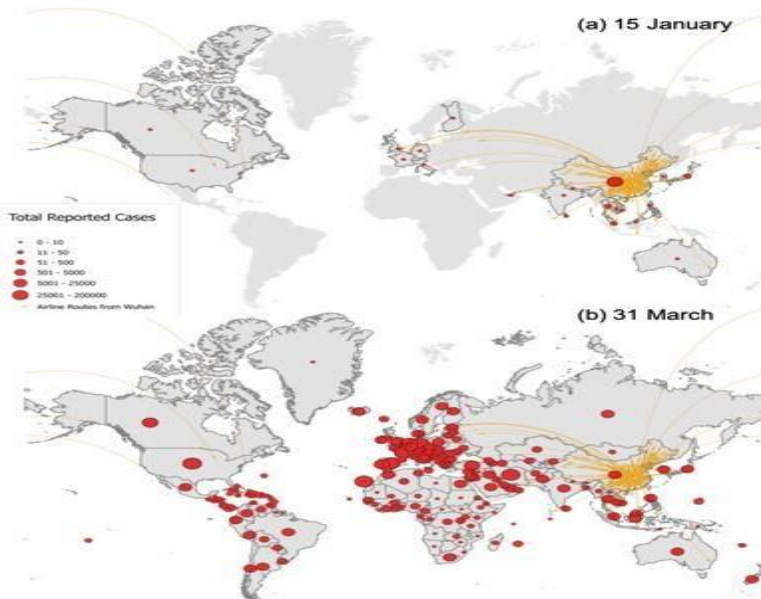 (a) 15 January
Total Reported Cases
0 - 10
11 - 50
51 - 500
501 - 5000
5001 - 25000
25001 - 200000
Airline Routes from Wuhan
(b) 31 March